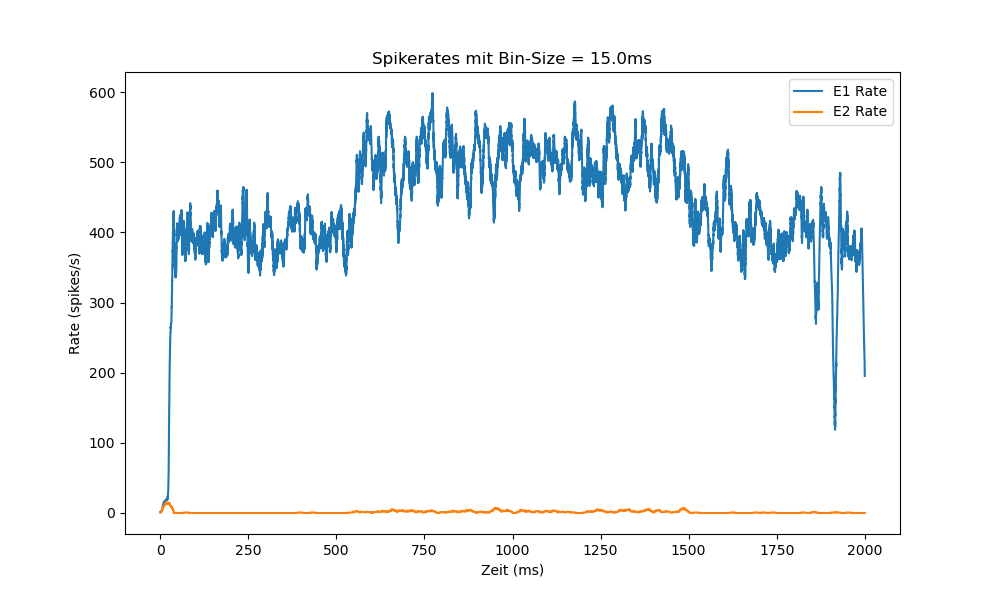 Spikerates mit Bin-Size = 15.0ms
E1 Rate
E2 Rate
600
500
400
300
200
100
0
Rate (spikes/s)
0 250 500 750 1000 1250 1500 1750 2000
Zeit (ms)